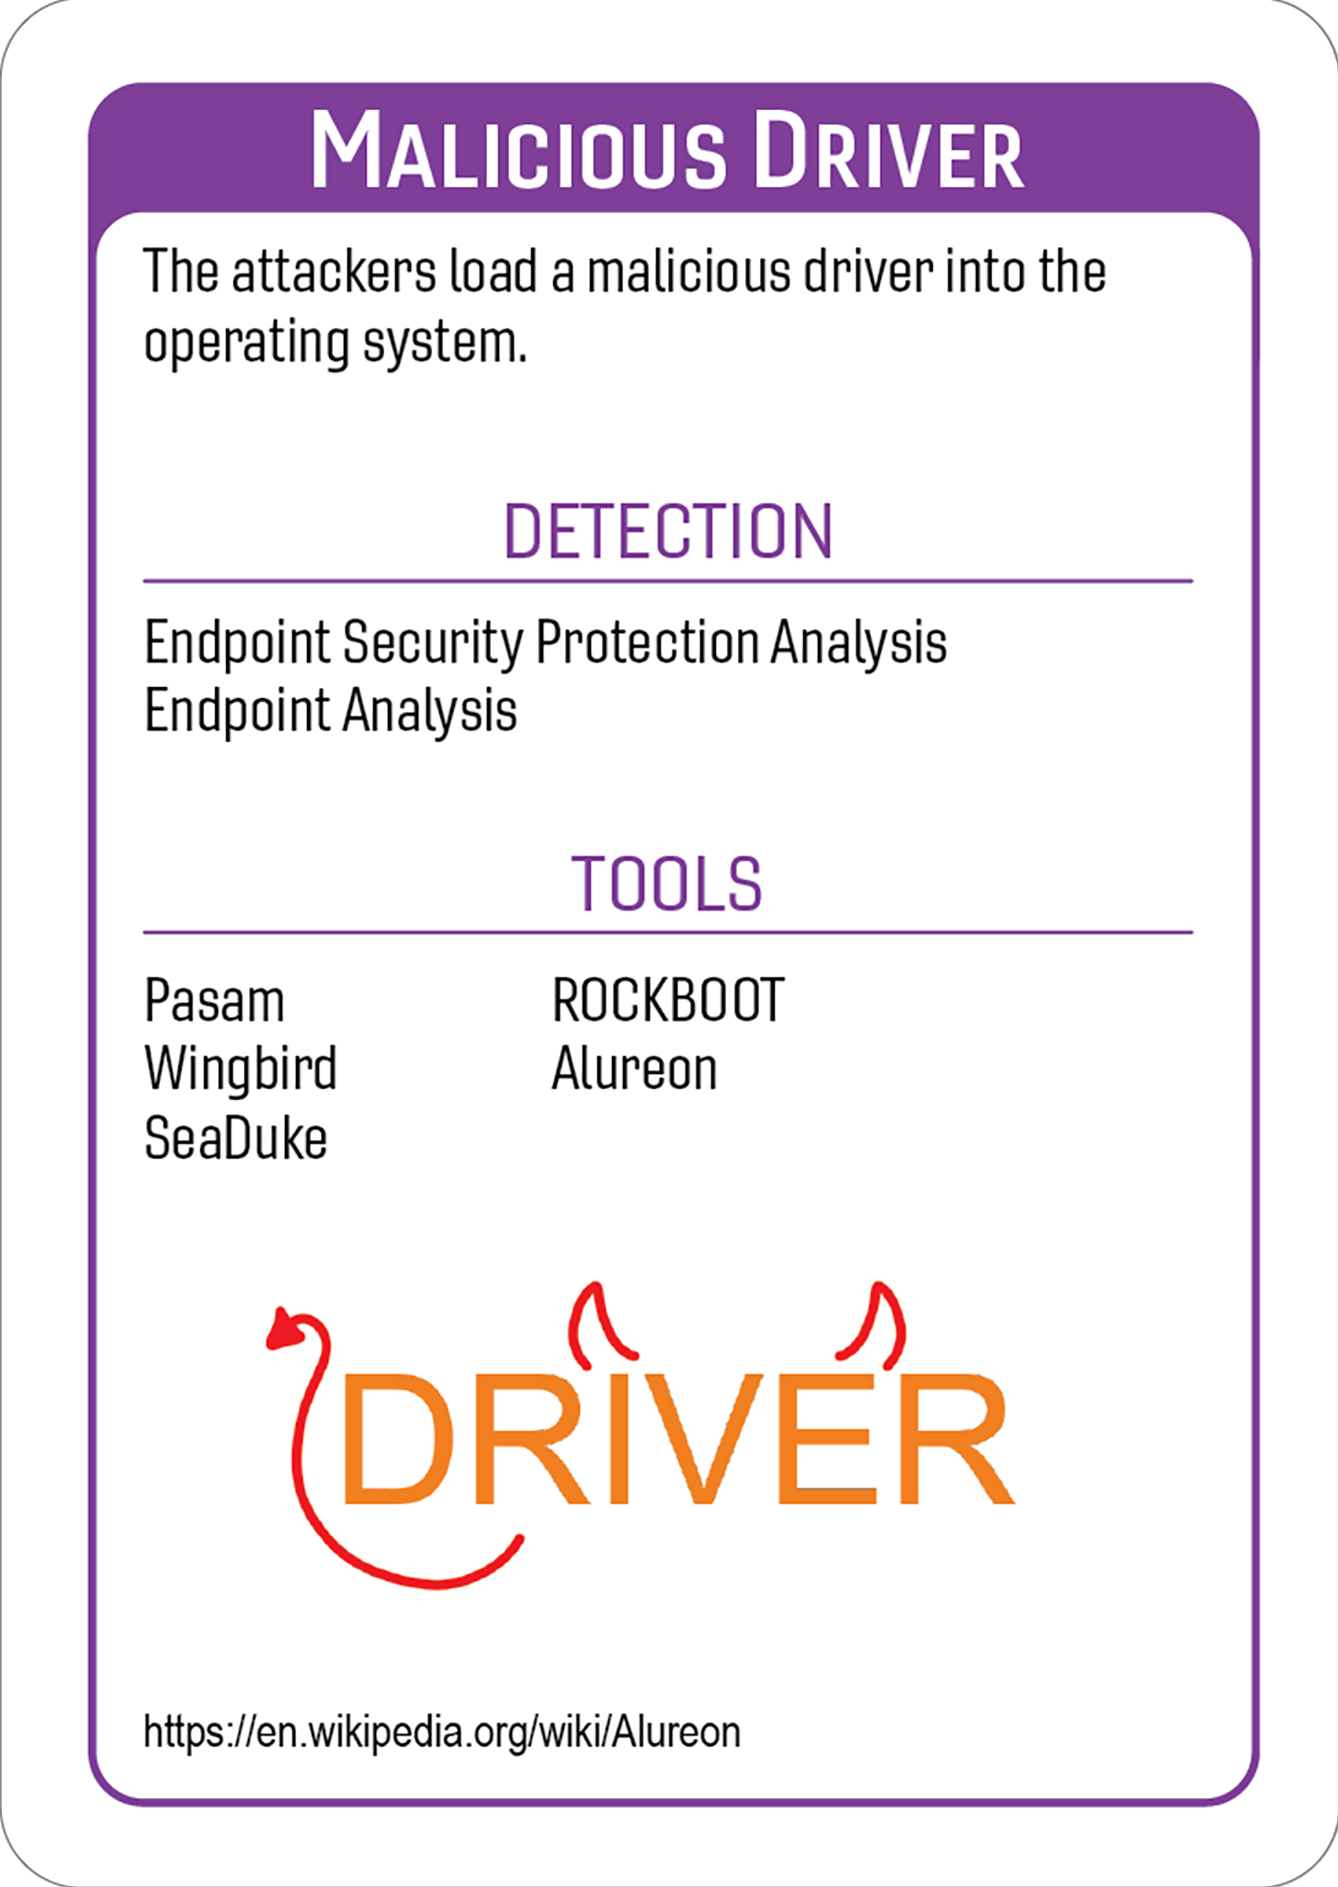 MALICIOUS DRIVER
The attackers load a malicious driver into the
operating system.
DETECTION
Endpoint Security Protection Analysis
Endpoint Analysis
TOOLS
Pasam
Wingbird
SeaDuke
ROCKBOOT
Alureon
DRIVER
https://en.wikipedia.org/wiki/Alureon